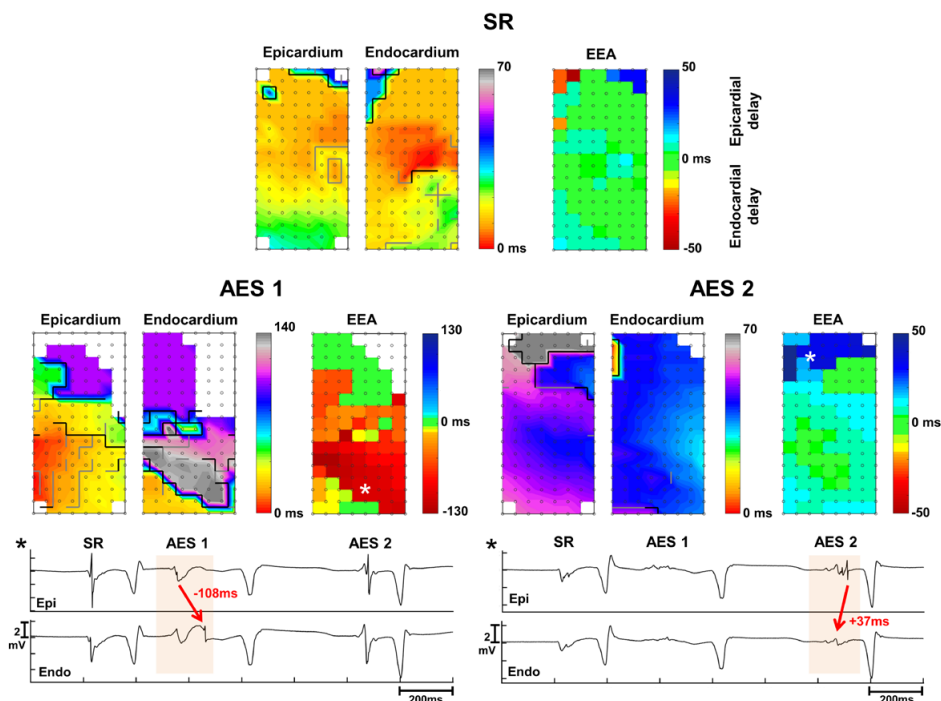 SR
Epicardium Endocardium EEA
70 50
0 ms
0 ms -50
Epicardial delay
Endocardial delay
AES 1 AES 2
Epicardium Endocardium EEA Epicardium Endocardium EEA
140 130 70 50
0 ms 0 ms
0 ms -130 0 ms -50
* *
* SR AES 1 AES 2 * SR AES 1 AES 2
-108ms
Epi Epi
+37ms
2 mV 2 mV
Endo Endo
200ms 200ms